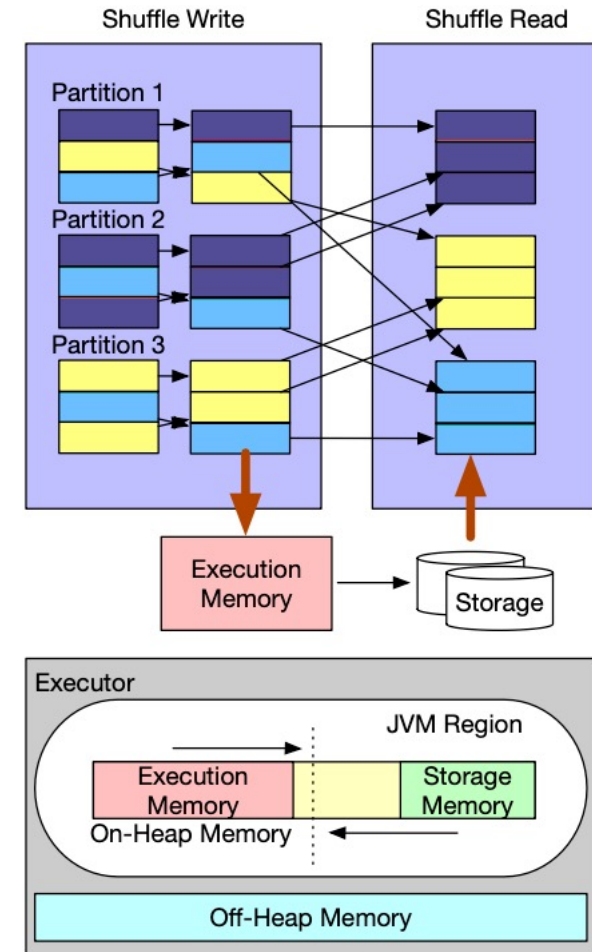 Shuffle Write
Shuffle Read
Partition 1
Partition 2
Partition 3
Execution
Memory
Storage
Executor
JVM Region
Execution
Memory
Storage
Memory
On-Heap Memory
Off-Heap Memory